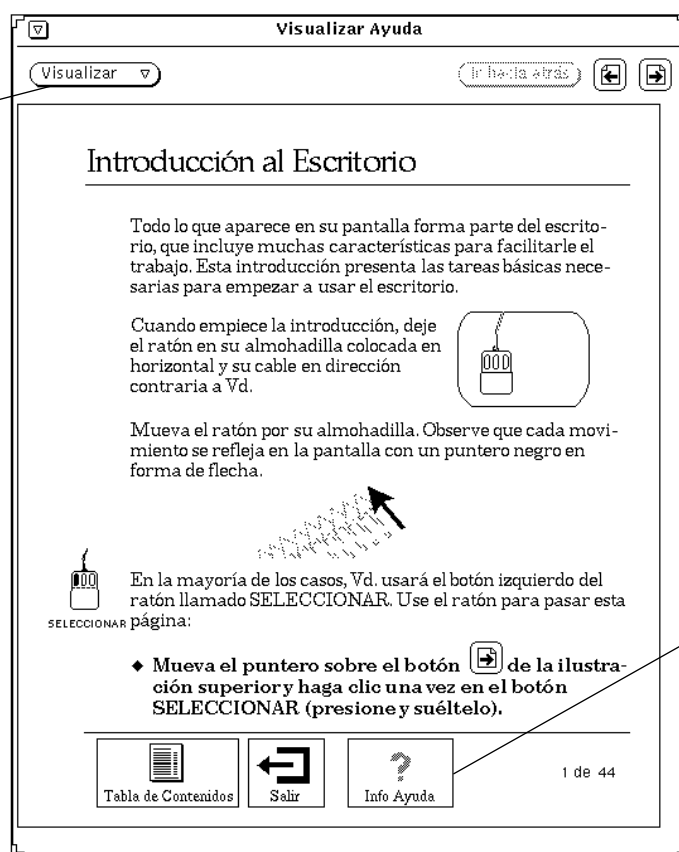 Visualizar Ayuda
Visualizar
Ir hacia atrás
Introducción al Escritorio
Todo lo que aparece en su pantalla forma parte del escrito-
rio, que incluye muchas características para facilitarle el
trabajo. Esta introducción presenta las tareas básicas nece-
sarias para empezar a usar el escritorio.
Cuando empiece la introducción, deje
el ratón en su almohadilla colocada en
horizontal y su cable en dirección
contraria a Vd.
Mueva el ratón por su almohadilla. Observe que cada movi-
miento se refleja en la pantalla con un puntero negro en
forma de flecha.
En la mayoría de los casos, Vd. usará el botón izquierdo del
ratón llamado SELECCIONAR. Use el ratón para pasar esta
página:
SELECCIONAR
◆ Mueva el puntero sobre el botón de la ilustra-
ción superior y haga clic una vez en el botón
SELECCIONAR (presione y suéltelo).
Tabla de Contenidos
Salir
Info Ayuda
1 de 44